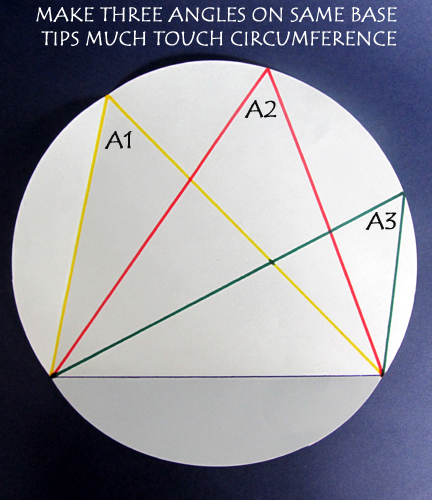 MAKE THREE ANGLES ON SAME BASE
TIPS MUCH TOUCH CIRCUMFERENCE
A1
A2
A3